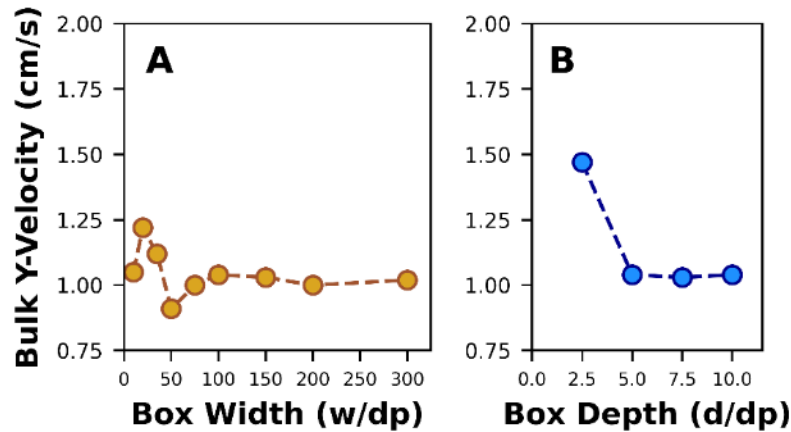 Bulk Y-Velocity (cm/s)
A
2.00
1.75
1.50
1.25
1.00
0.75
0 50 100 150 200 250 300
Box Width (w/dp)
B
2.00
1.75
1.50
1.25
1.00
0.75
0.0 2.5 5.0 7.5 10.0
Box Depth (d/dp)